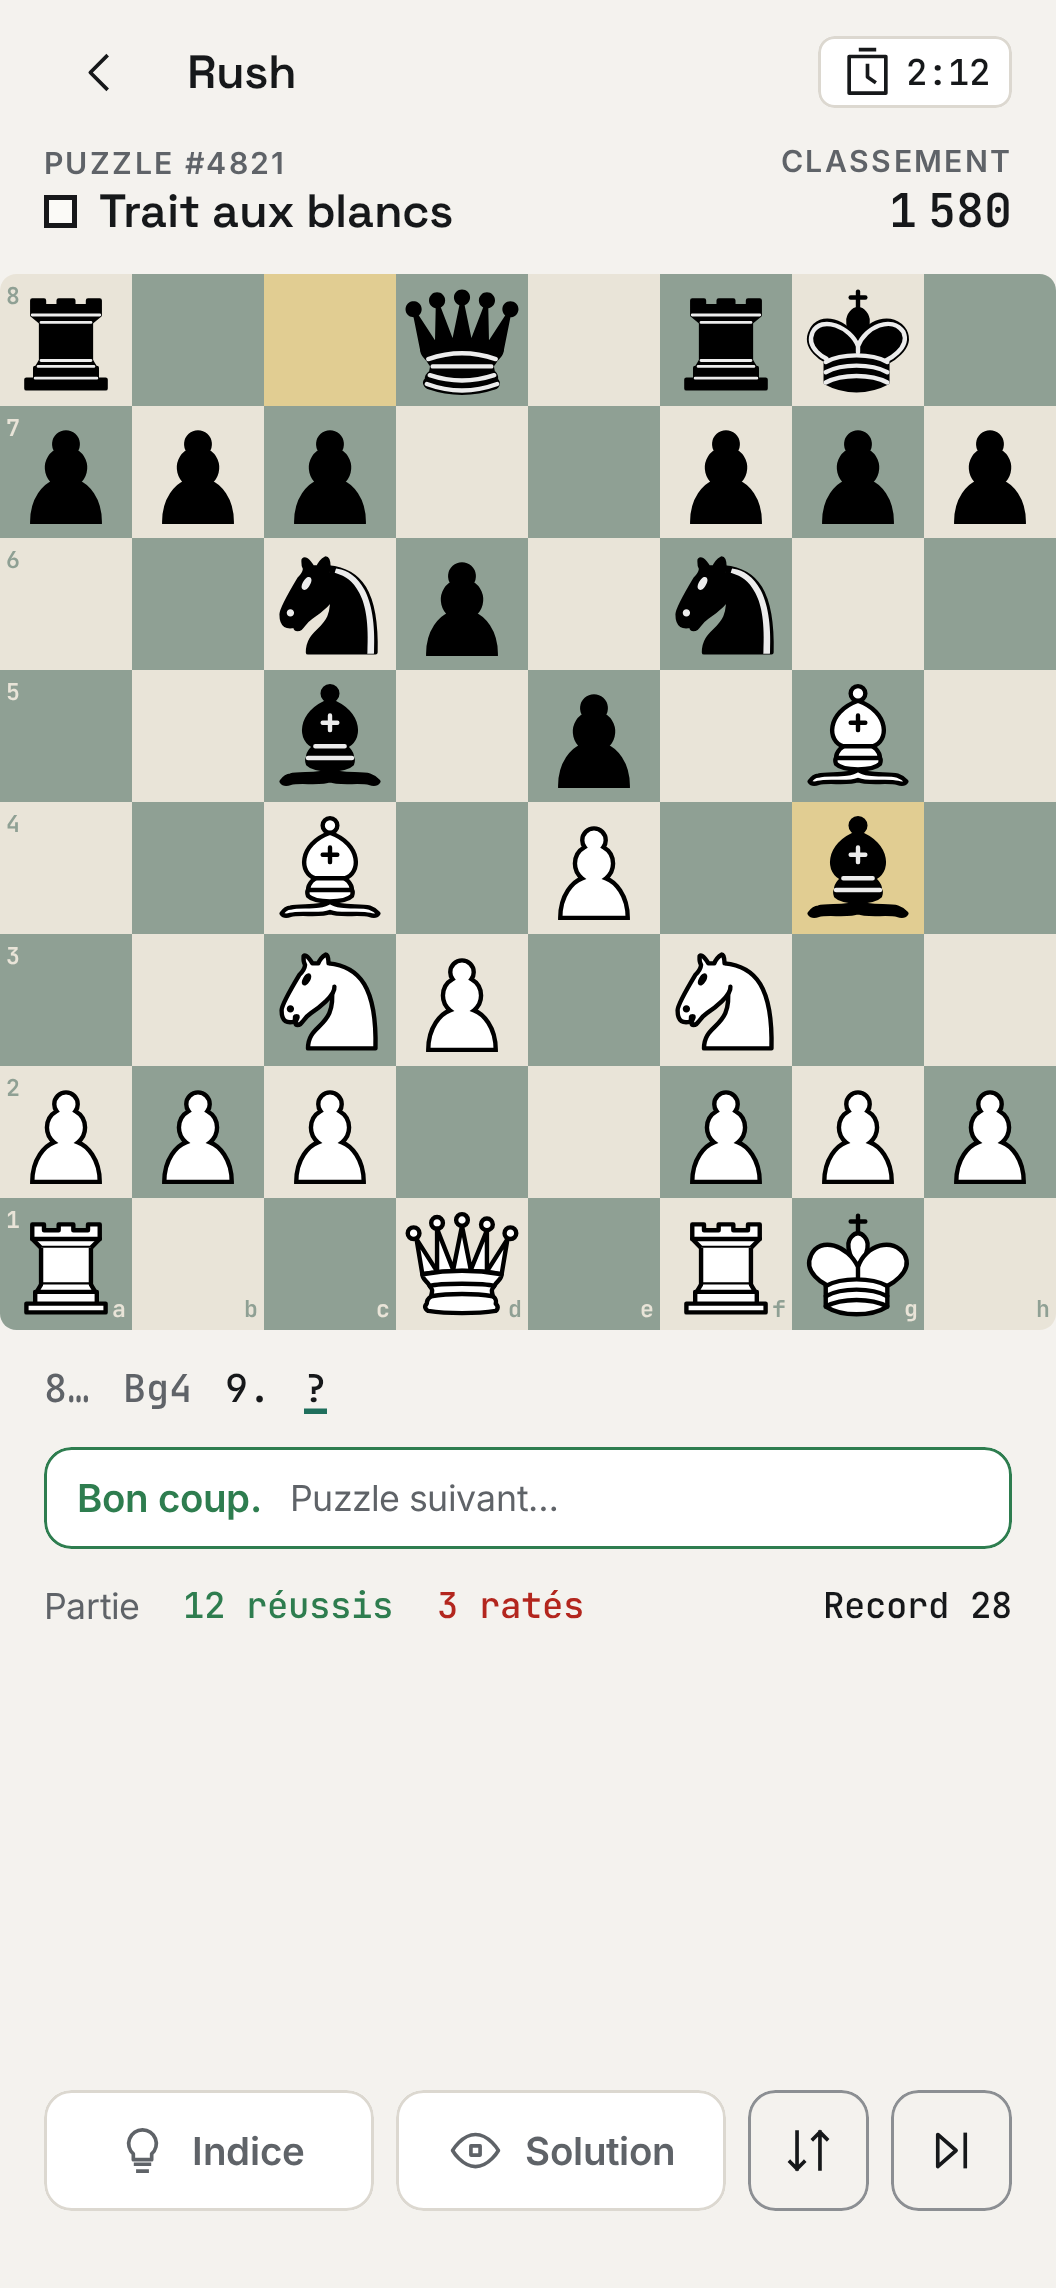 Rush
2:12
PUZZLE #4821
CLASSEMENT
Trait aux blancs
1 580
8
7
6
5
4
3
2
1
a b c d e f g h
8… Bg4 9. ?
Bon coup. Puzzle suivant…
Partie 12 réussis 3 ratés Record 28
Indice
Solution